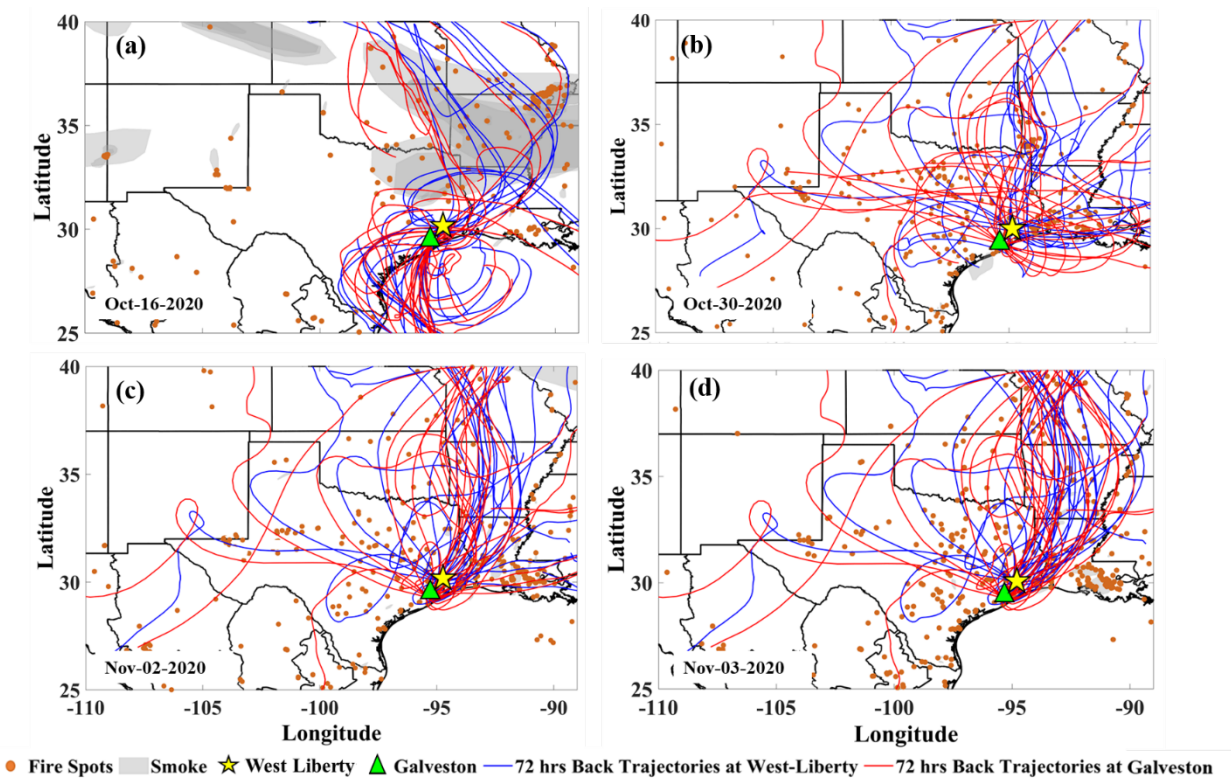 40
(a)
35
Latitude
30
Oct-16-2020
25
40
(b)
35
Latitude
30
Oct-30-2020
25
40
(c)
35
Latitude
30
Nov-02-2020
25
-110 -105 -100 -95 -90
Longitude
40
(d)
35
Latitude
30
Nov-03-2020
25
-110 -105 -100 -95 -90
Longitude
Fire Spots Smoke West Liberty Galveston 72 hrs Back Trajectories at West-Liberty 72 hrs Back Trajectories at Galveston